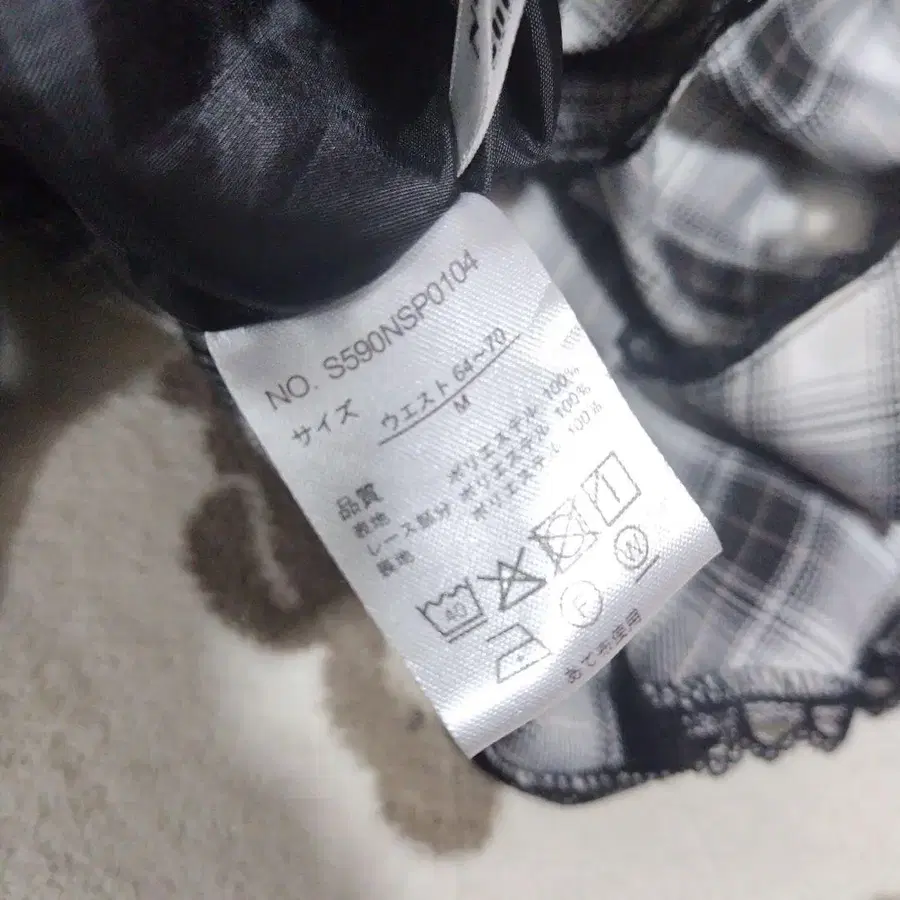 NO. S590NSP0104
サイズ ウエスト 64~70
M
品質
表地 ポリエステル 100%
レース部分 ポリエステル 100%
裏地 ポリエステル 100%
40
F W
あて布使用